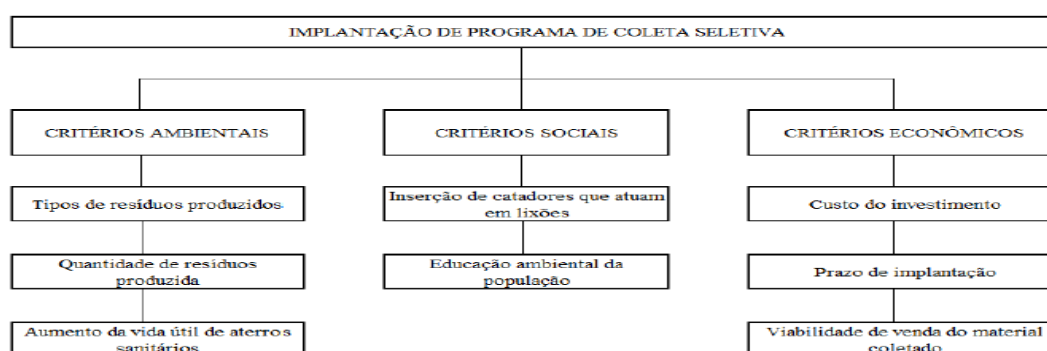 IMPLANTAÇÃO DE PROGRAMA DE COLETA SELETIVA
CRITÉRIOS AMBIENTAIS
CRITÉRIOS SOCIAIS
CRITÉRIOS ECONÔMICOS
Tipos de resíduos produzidos
Inserção de catadores que atuam
em lixões
Custo do investimento
Quantidade de resíduos
produzida
Educação ambiental da
população
Prazo de implantação
Aumento da vida útil de aterros
sanitários
Viabilidade de venda do material
coletado